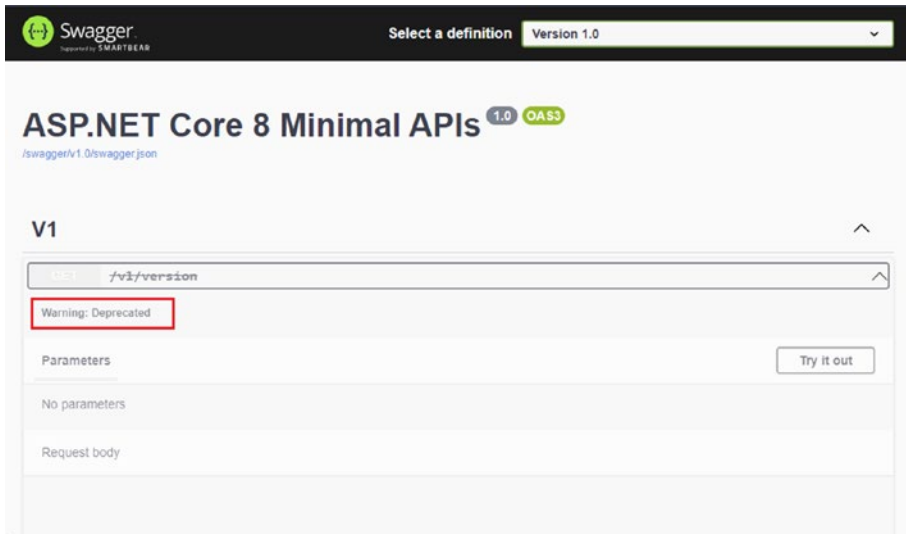 Swagger.
Supported by SMARTBEAR
Select a definition
Version 1.0
ASP.NET Core 8 Minimal APIs 1.0 OAS3
/swagger/v1.0/swagger.json
V1
/v1/version
Warning: Deprecated
Parameters
Try it out
No parameters
Request body